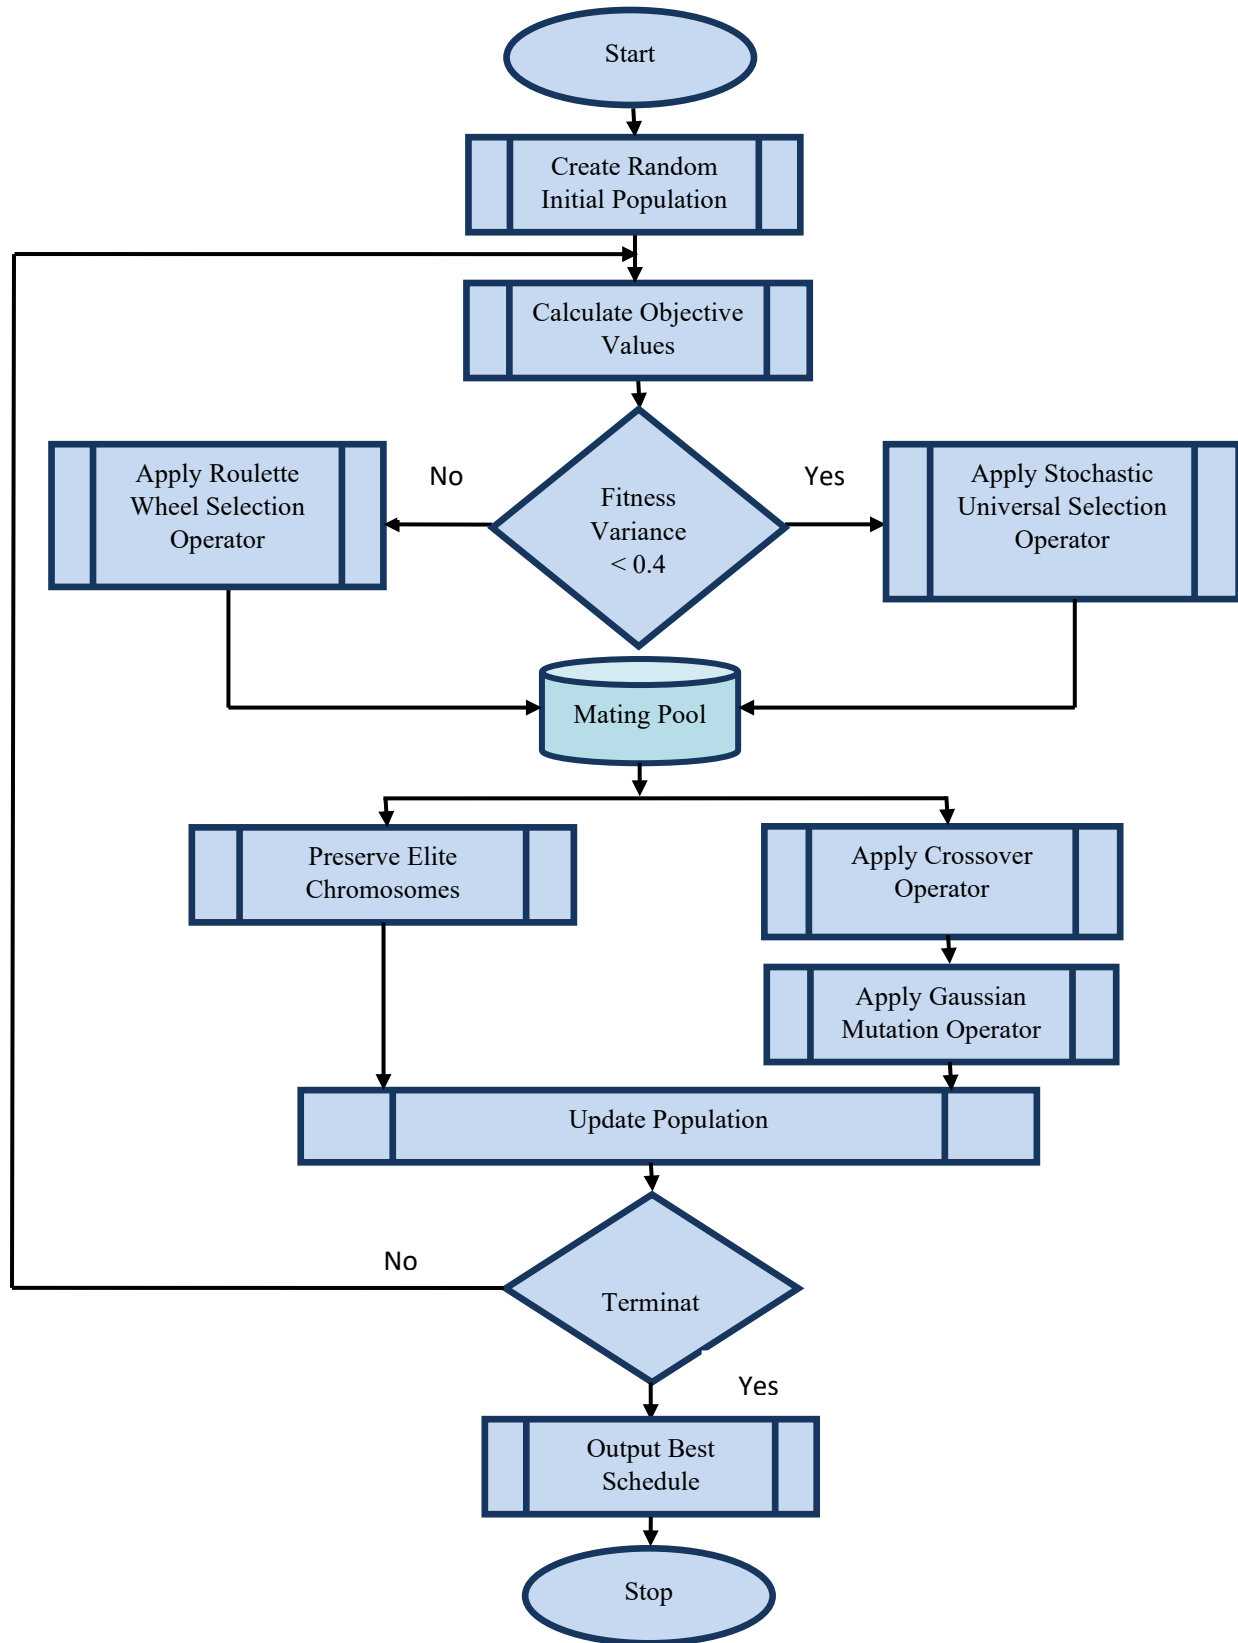 Start
Create Random
Initial Population
Calculate Objective
Values
Apply Roulette
Wheel Selection
Operator
No
Fitness
Variance
< 0.4
Yes
Apply Stochastic
Universal Selection
Operator
Mating Pool
Preserve Elite
Chromosomes
Apply Crossover
Operator
Apply Gaussian
Mutation Operator
Update Population
No
Terminat
Yes
Output Best
Schedule
Stop